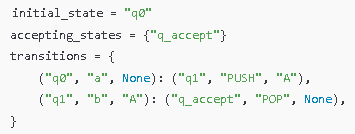 initial_state = "q0"
accepting_states = {"q_accept"}
transitions = {
    ("q0", "a", None): ("q1", "PUSH", "A"),
    ("q1", "b", "A"): ("q_accept", "POP", None),
}